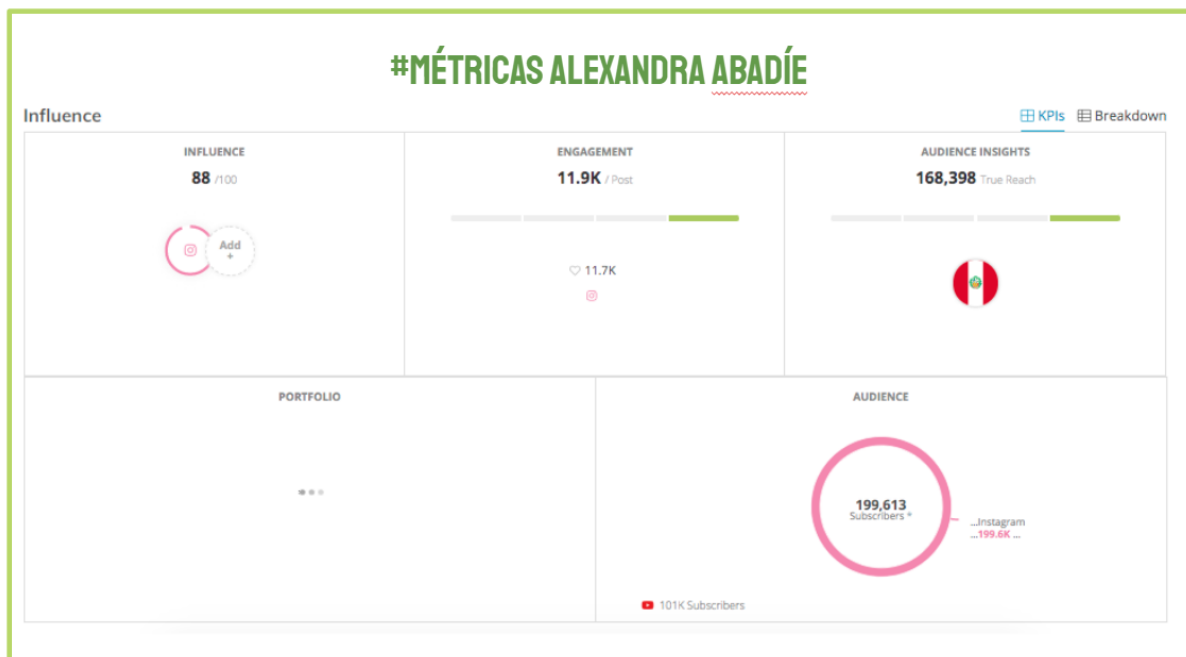 #MÉTRICAS ALEXANDRA ABADÍE
Influence
KPIs
Breakdown
INFLUENCE
88 /100
Add
+
ENGAGEMENT
11.9K / Post
11.7K
AUDIENCE INSIGHTS
168,398 True Reach
PORTFOLIO
AUDIENCE
199,613
Subscribers *
...Instagram
...199.6K ...
101K Subscribers